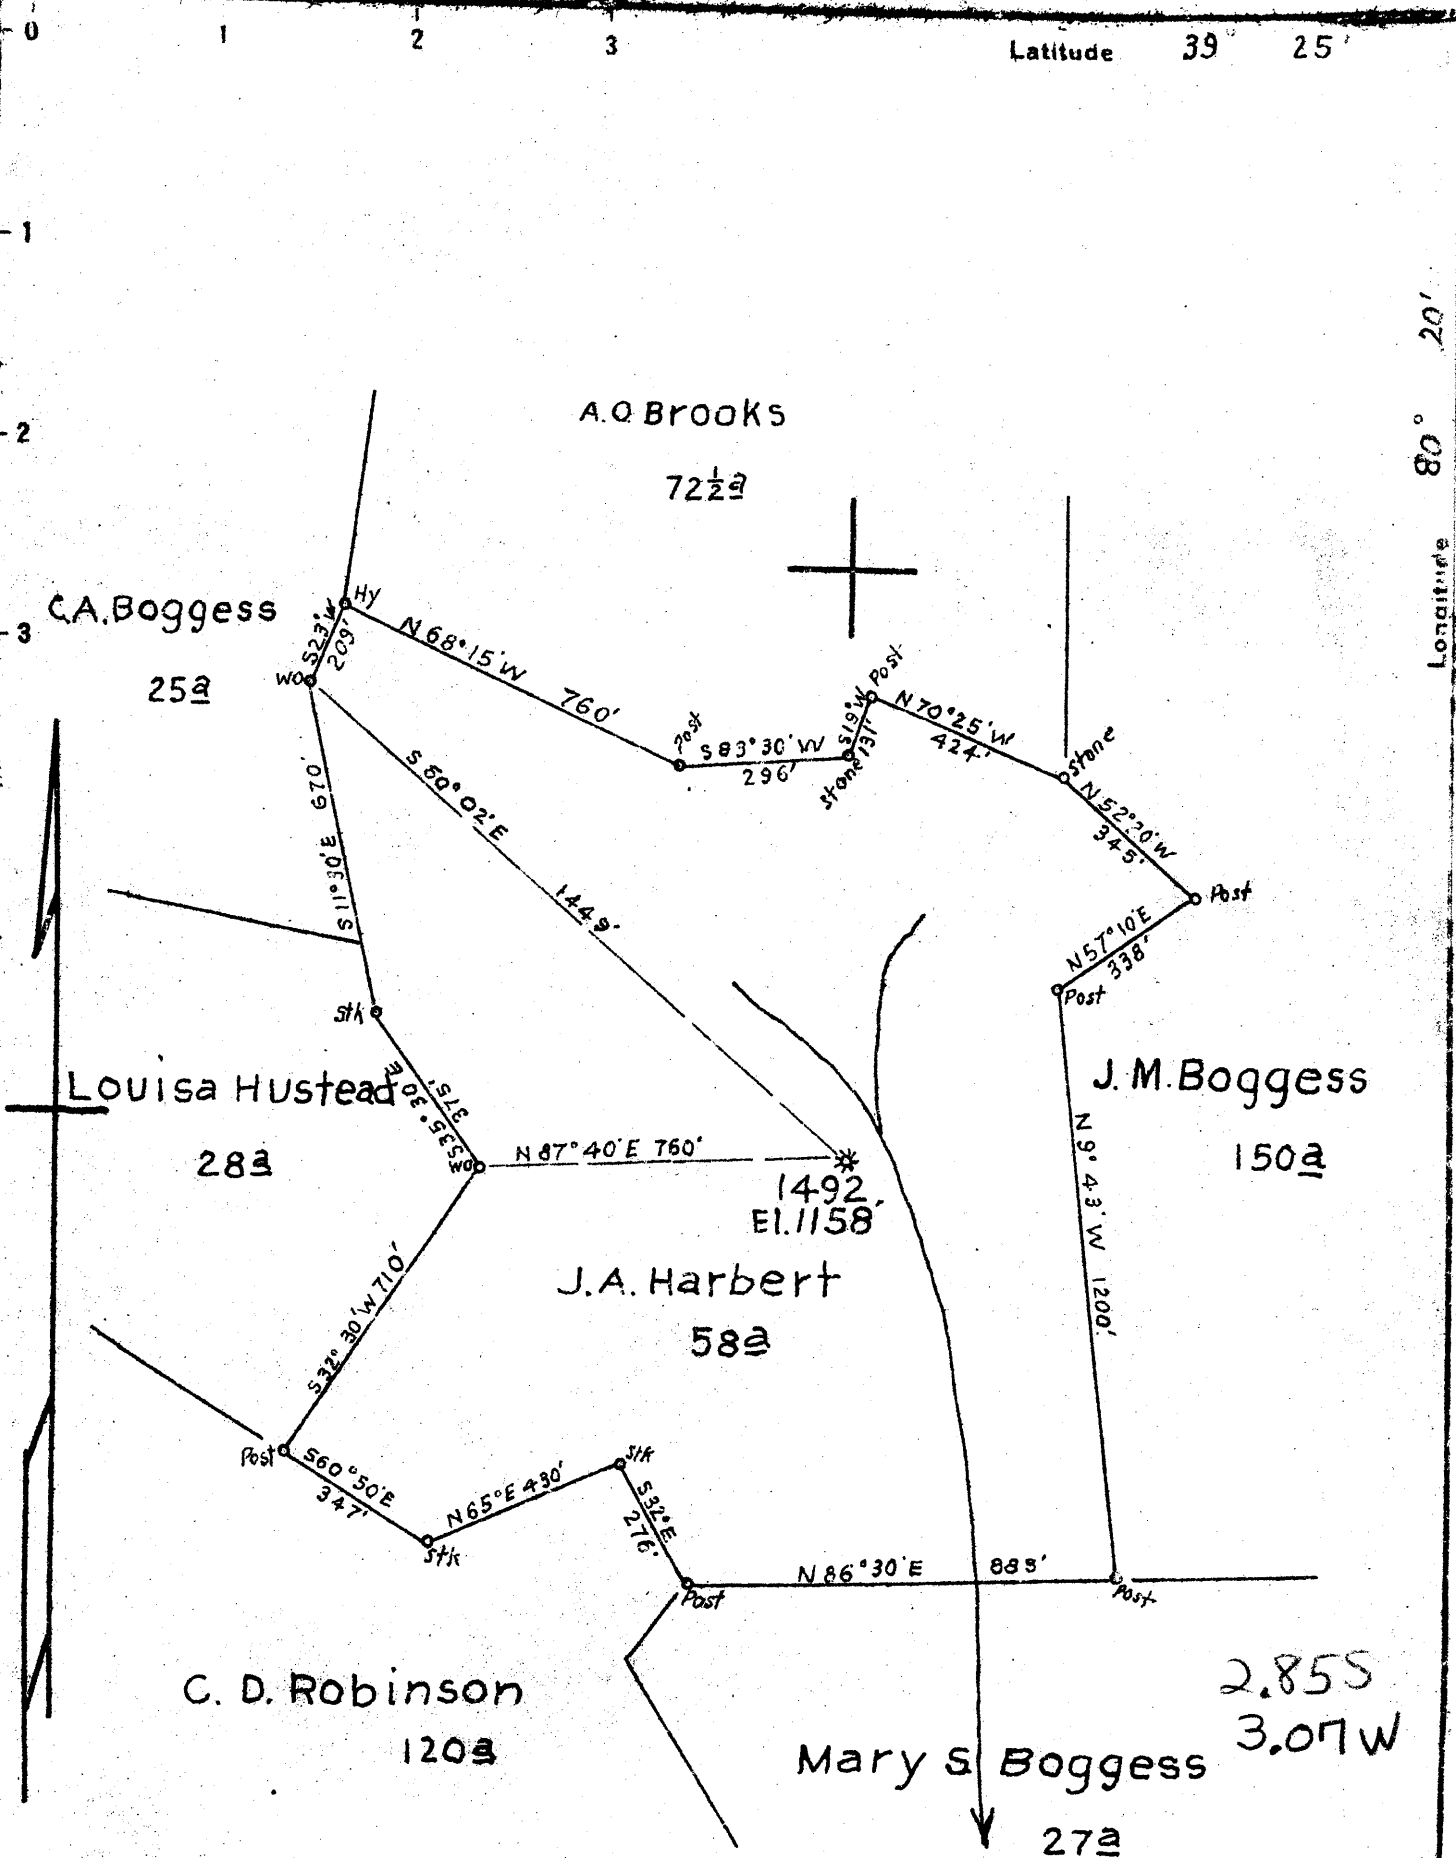 0 1 2 3
Latitude 39° 25'
1
2
3
Longitude 80° 20'
A.O. Brooks
72½a
C.A. Boggess
25a
Hy
S23°W
209'
WO
N 68°15'W
760'
Post
S 83°30'W
296'
Stone
S19°W
131'
Post
N 70°25'W
424'
Stone
N 52°20'W
345'
Post
N57°10'E
338'
Post
S 11°30'E 670'
S 50°02'E
1449'
Stk
Louisa Hustead
28a
S35°30'E
375'
WO
N 87°40'E 760'
1492
El. 1158'
J. M. Boggess
150a
N 9°43'W 1200'
J. A. Harbert
58a
S32°30'W 710'
Post
S60°50'E
347'
Stk
N65°E 430'
Stk
S32°E
276'
Post
N 86°30'E 883'
Post
C. D. Robinson
120a
2.85S
3.07W
Mary S. Boggess
27a